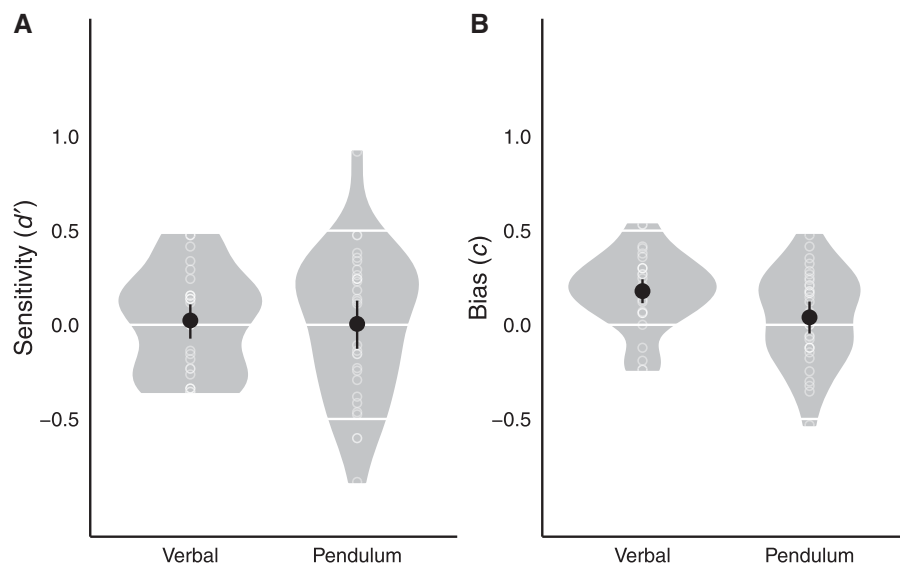 A
Sensitivity (d′)
1.0
0.5
0.0
−0.5
Verbal Pendulum
B
Bias (c)
1.0
0.5
0.0
−0.5
Verbal Pendulum